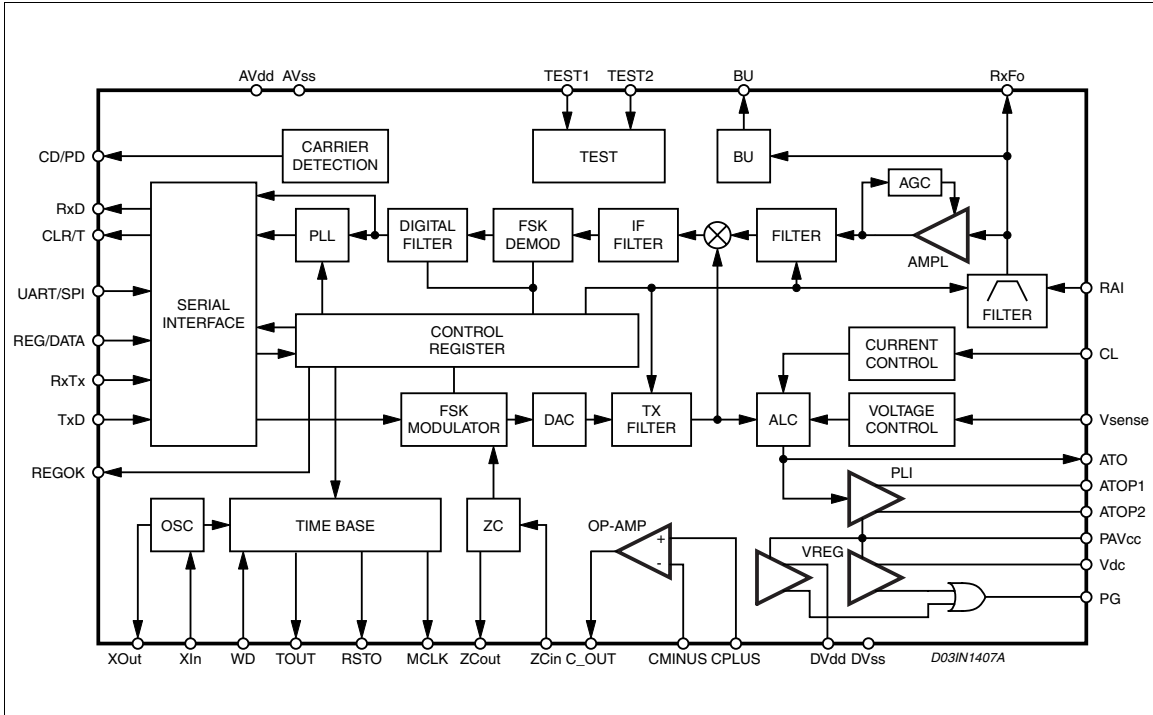 AVdd AVss
TEST1 TEST2
BU
RxFo
CD/PD
CARRIER
DETECTION
TEST
BU
AGC
RxD
CLR/T
PLL
DIGITAL
FILTER
FSK
DEMOD
IF
FILTER
FILTER
AMPL
UART/SPI
SERIAL
INTERFACE
RAI
FILTER
REG/DATA
CONTROL
REGISTER
CURRENT
CONTROL
CL
RxTx
TxD
FSK
MODULATOR
DAC
TX
FILTER
ALC
VOLTAGE
CONTROL
Vsense
ATO
REGOK
PLI
ATOP1
ATOP2
OSC
TIME BASE
ZC
OP-AMP
+
-
VREG
PAVcc
Vdc
PG
XOut
XIn
WD
TOUT
RSTO
MCLK
ZCout
ZCin
C_OUT
CMINUS
CPLUS
DVdd
DVss
D03IN1407A